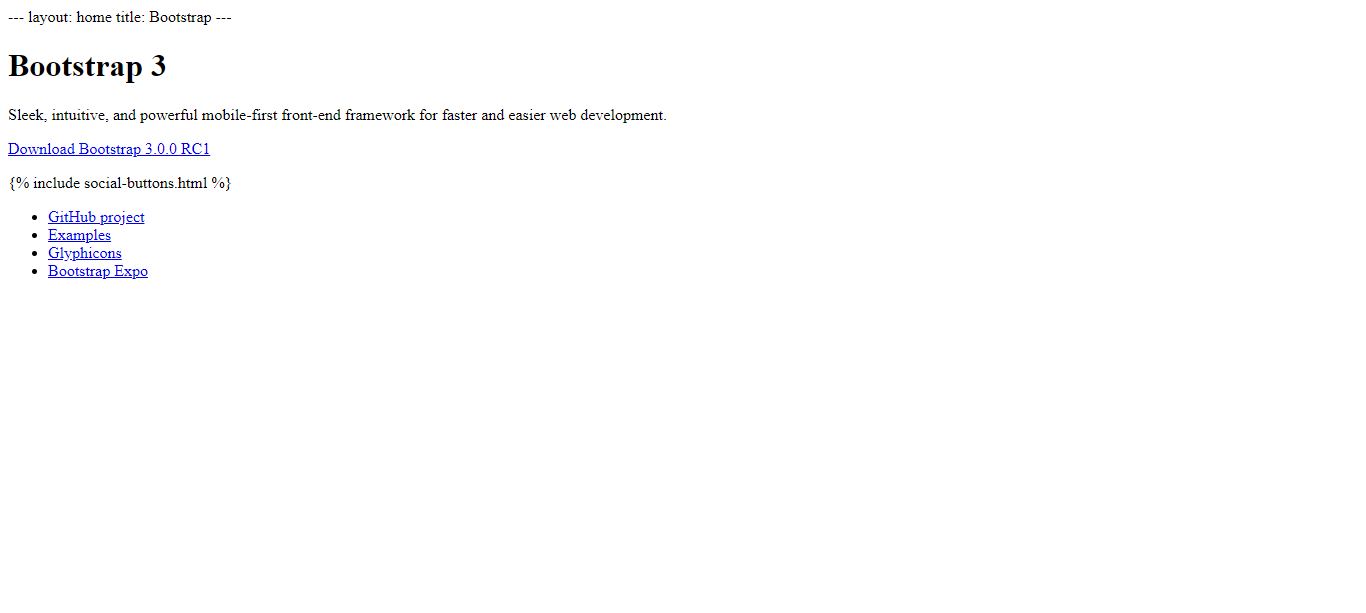 --- layout: home title: Bootstrap ---
Bootstrap 3
Sleek, intuitive, and powerful mobile-first front-end framework for faster and easier web development.
Download Bootstrap 3.0.0 RC1
{% include social-buttons.html %}
GitHub project
Examples
Glyphicons
Bootstrap Expo